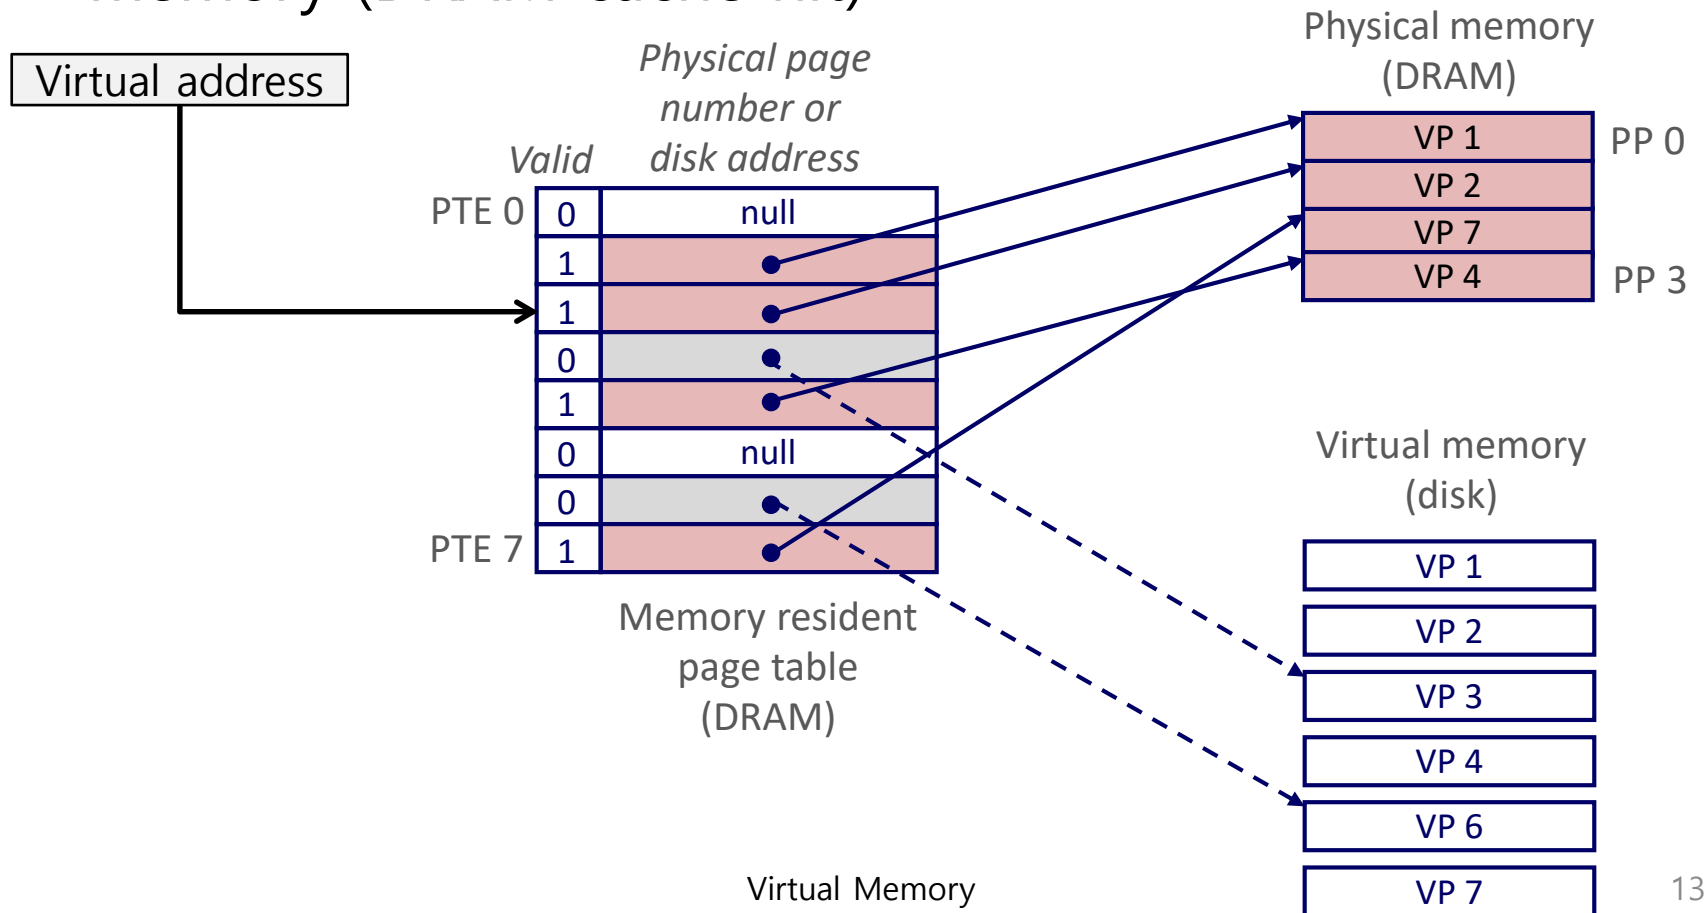 Virtual address
Physical page
number or
disk address
Valid
PTE 0
0
null
1
1
0
1
0
null
0
PTE 7
1
Memory resident
page table
(DRAM)
Physical memory
(DRAM)
VP 1
PP 0
VP 2
VP 7
VP 4
PP 3
Virtual memory
(disk)
VP 1
VP 2
VP 3
VP 4
VP 6
VP 7
Virtual Memory
13